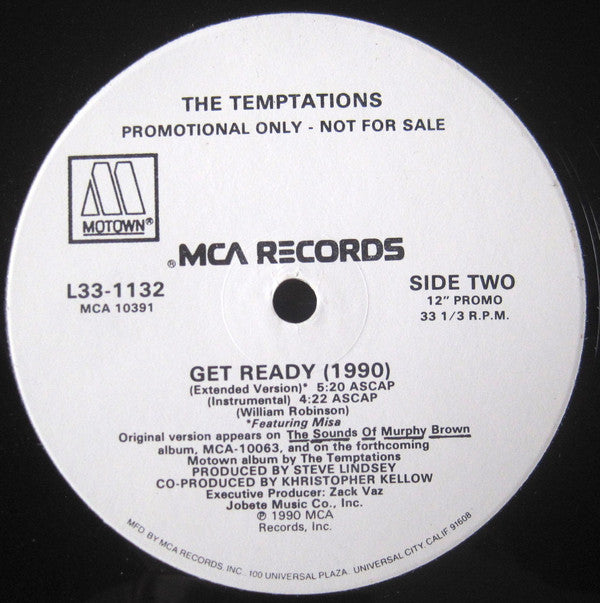 THE TEMPTATIONS
PROMOTIONAL ONLY - NOT FOR SALE
MOTOWN®
®MCA RECORDS
L33-1132
MCA 10391
SIDE TWO
12" PROMO
33 1/3 R.P.M.
GET READY (1990)
(Extended Version)* 5:20 ASCAP
(Instrumental) 4:22 ASCAP
(William Robinson)
*Featuring Misa
Original version appears on The Sounds Of Murphy Brown
album, MCA-10063, and on the forthcoming
Motown album by The Temptations
PRODUCED BY STEVE LINDSEY
CO-PRODUCED BY KHRISTOPHER KELLOW
Executive Producer: Zack Vaz
Jobete Music Co., Inc.
℗ 1990 MCA
Records, Inc.
MFD. BY MCA RECORDS, INC., 100 UNIVERSAL PLAZA, UNIVERSAL CITY, CALIF. 91608